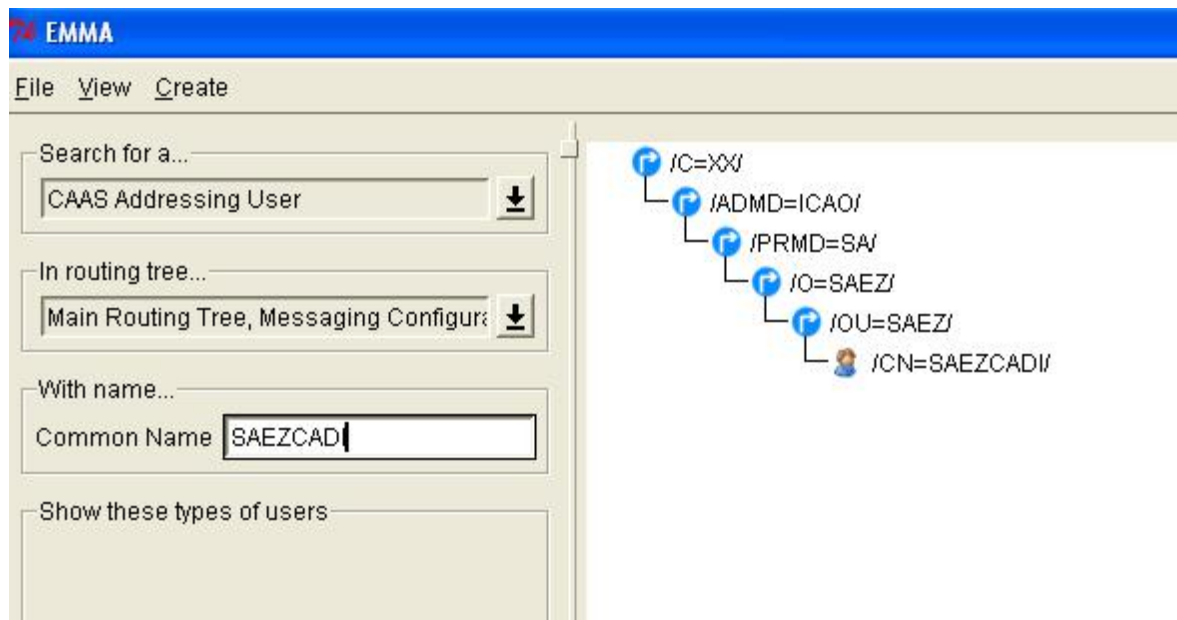 EMMA
File View Create
Search for a...
CAAS Addressing User
In routing tree...
Main Routing Tree, Messaging Configura
With name...
Common Name SAEZCADI
Show these types of users
/C=XX/
/ADMD=ICAO/
/PRMD=SA/
/O=SAEZ/
/OU=SAEZ/
/CN=SAEZCADI/